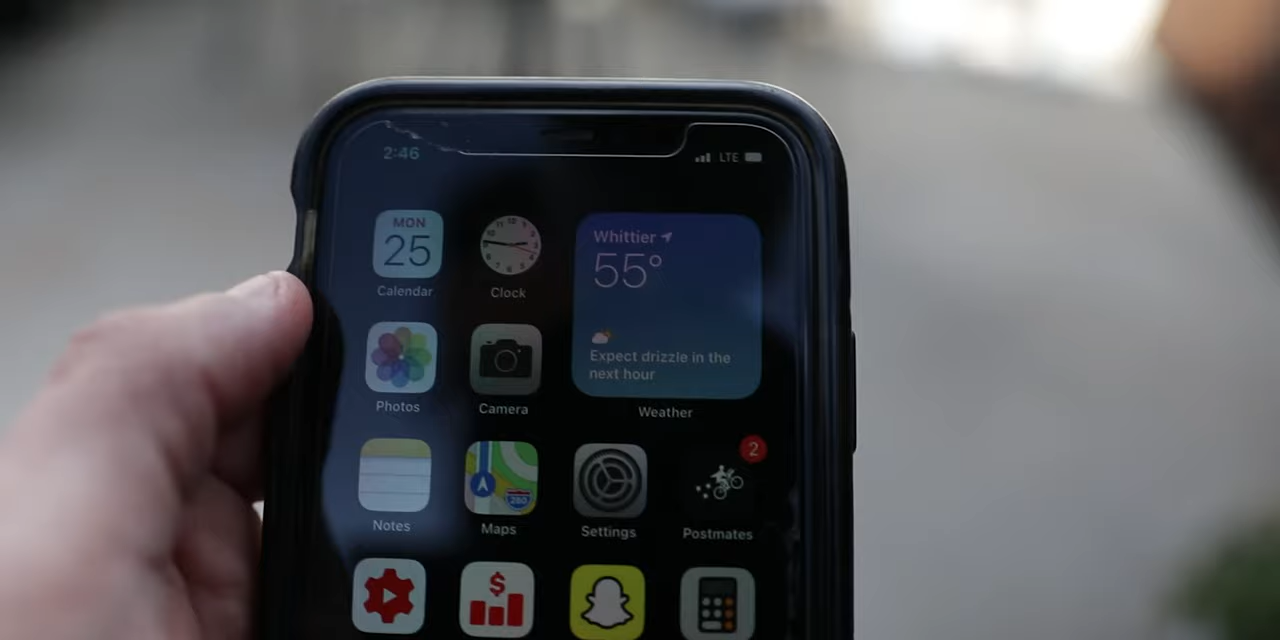 2:46
LTE
MON
25
Calendar
Clock
Whittier
55°
Expect drizzle in the
next hour
Weather
Photos
Camera
2
Notes
280
Maps
Settings
Postmates
$